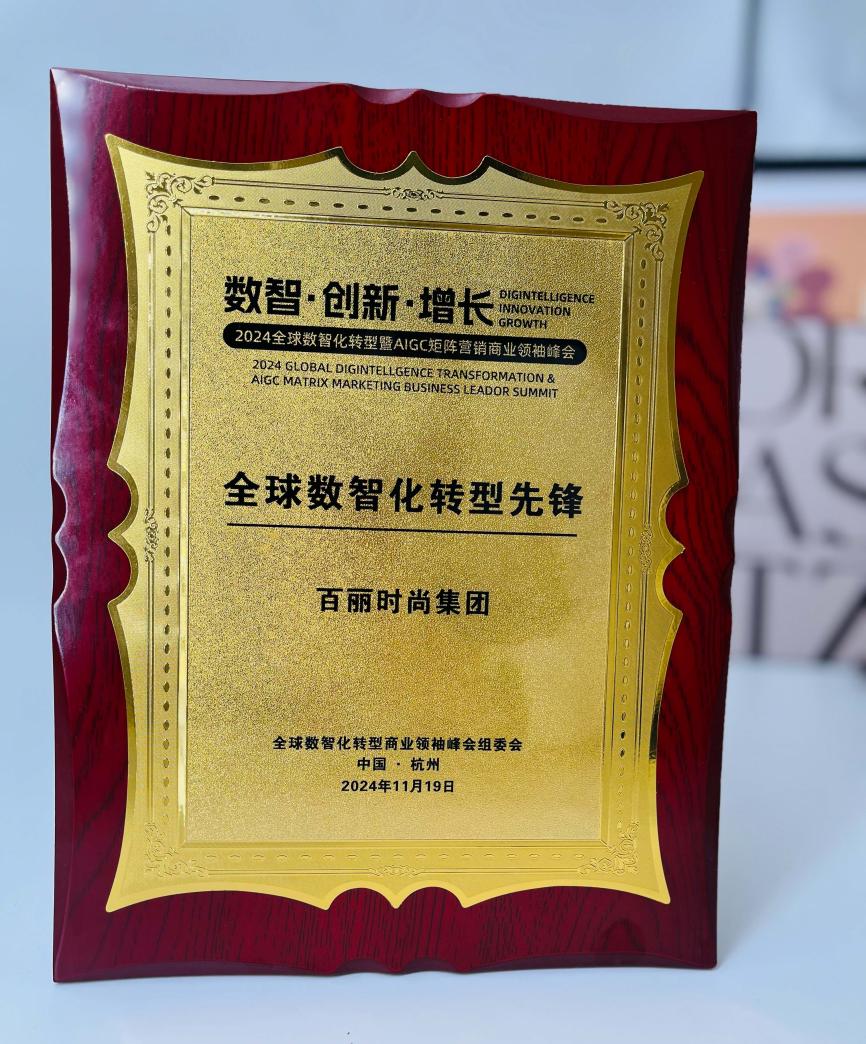 数智·创新·增长
DIGINTELLIGENCE
INNOVATION
GROWTH
2024全球数智化转型暨AIGC矩阵营销商业领袖峰会
2024 GLOBAL DIGINTELLGENCE TRANSFORMATION &
AIGC MATRIX MARKETING BUSINESS LEADOR SUMMIT
全球数智化转型先锋
百丽时尚集团
全球数智化转型商业领袖峰会组委会
中国 · 杭州
2024年11月19日